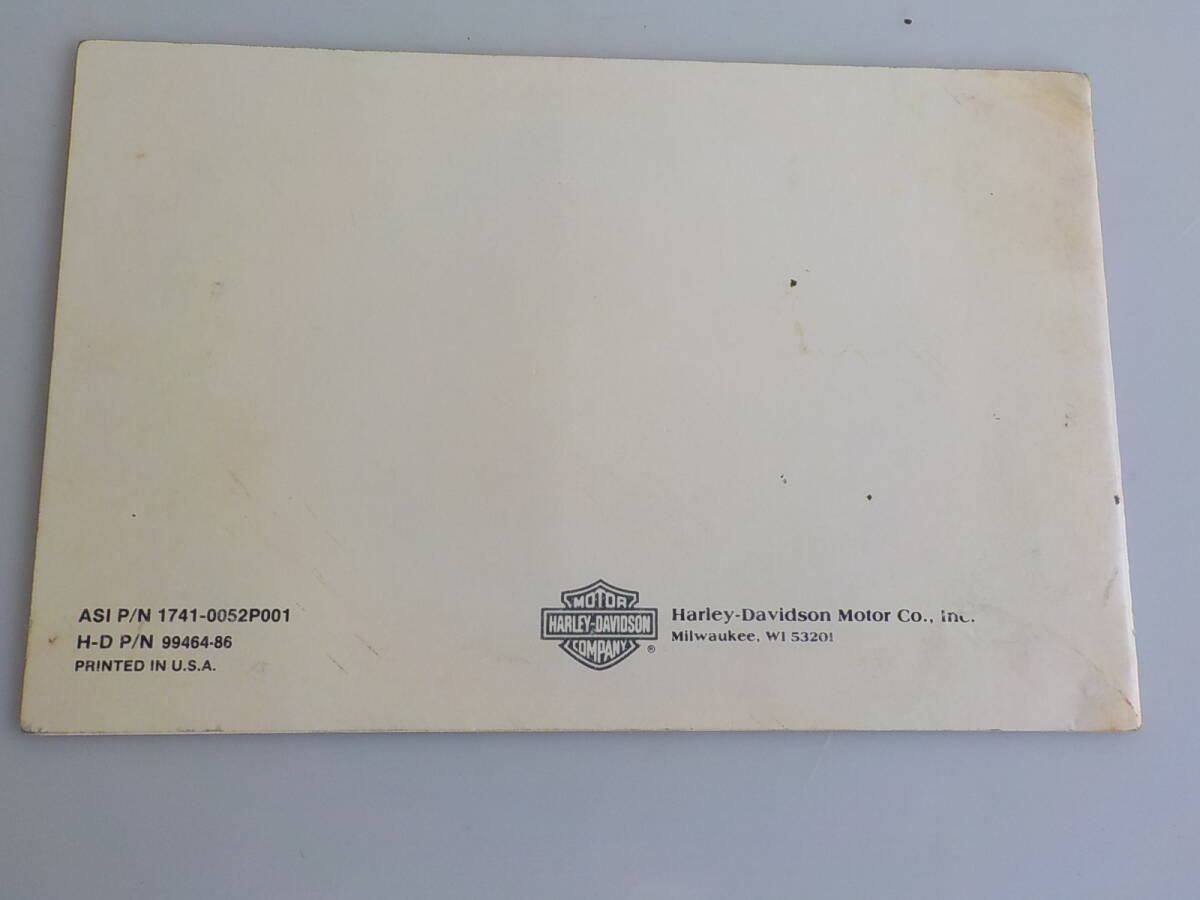 ASI P/N 1741-0052P001
H-D P/N 99464-86
PRINTED IN U.S.A.
MOTOR
HARLEY-DAVIDSON
COMPANY
®
Harley-Davidson Motor Co., Inc.
Milwaukee, WI 53201